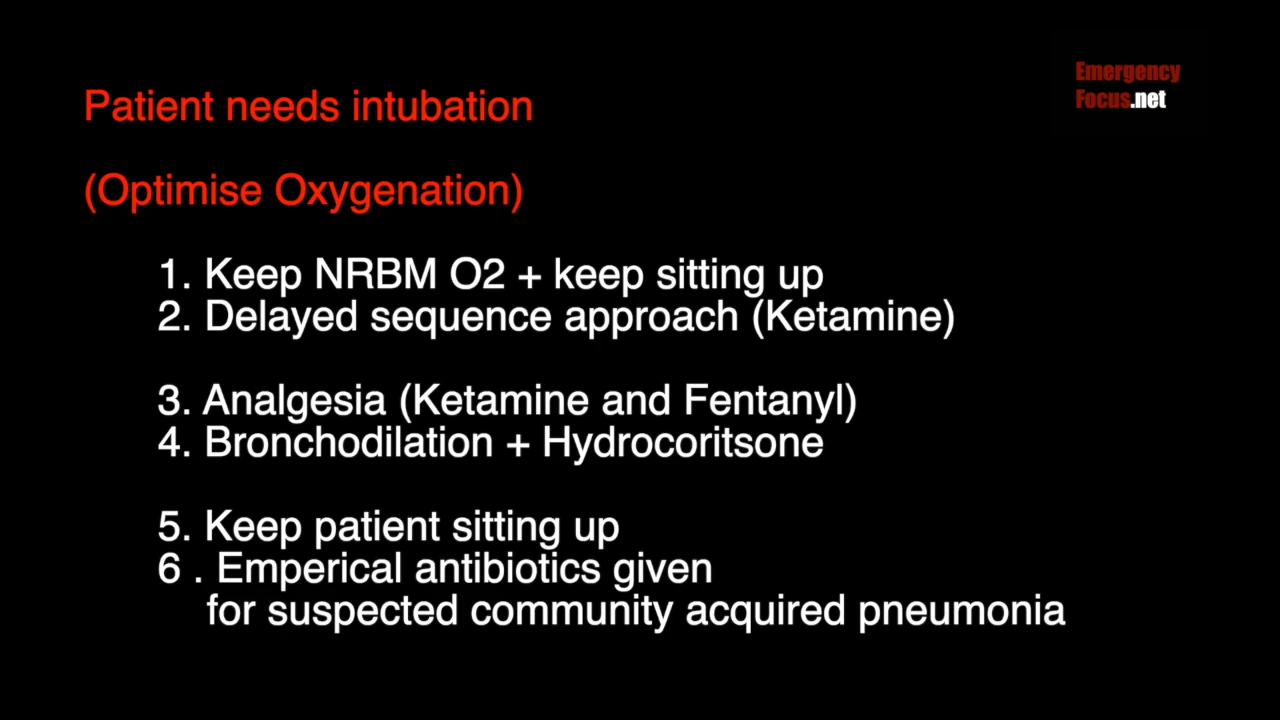 Emergency
Focus.net
Patient needs intubation
(Optimise Oxygenation)
1. Keep NRBM O2 + keep sitting up
2. Delayed sequence approach (Ketamine)
3. Analgesia (Ketamine and Fentanyl)
4. Bronchodilation + Hydrocoritsone
5. Keep patient sitting up
6 . Emperical antibiotics given
for suspected community acquired pneumonia